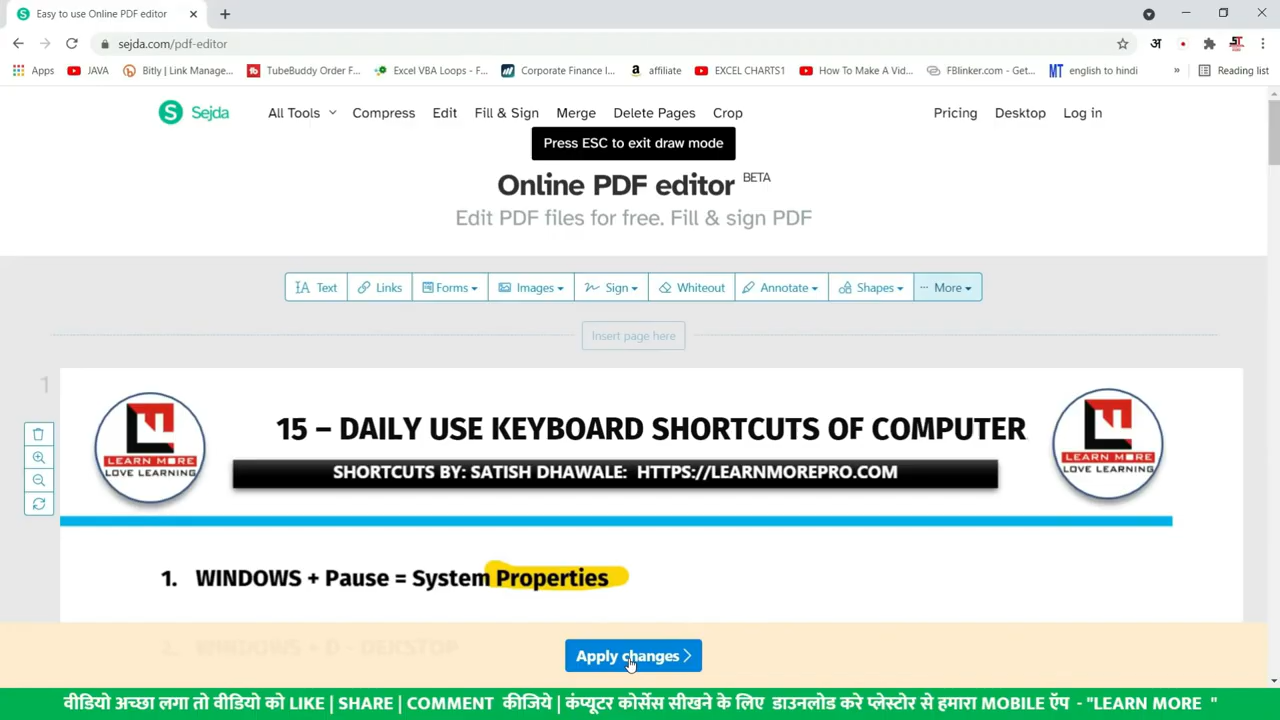 Easy to use Online PDF editor
sejda.com/pdf-editor
अ
Apps
JAVA
Bitly | Link Manage...
TubeBuddy Order F...
Excel VBA Loops - F...
Corporate Finance I...
a affiliate
EXCEL CHARTS1
How To Make A Vid...
FBlinker.com - Get...
MT english to hindi
»
Reading list
S Sejda
All Tools
Compress
Edit
Fill & Sign
Merge
Delete Pages
Crop
Pricing
Desktop
Log in
Press ESC to exit draw mode
Online PDF editor BETA
Edit PDF files for free. Fill & sign PDF
Text
Links
Forms
Images
Sign
Whiteout
Annotate
Shapes
More
Insert page here
1
15 – DAILY USE KEYBOARD SHORTCUTS OF COMPUTER
SHORTCUTS BY: SATISH DHAWALE: HTTPS://LEARNMOREPRO.COM
LEARN MORE
LOVE LEARNING
LEARN MORE
LOVE LEARNING
1. WINDOWS + Pause = System Properties
2. WINDOWS + D - DEKSTOP
Apply changes
वीडियो अच्छा लगा तो वीडियो को LIKE | SHARE | COMMENT कीजिये | कंप्यूटर कोर्सेस सीखने के लिए डाउनलोड करे प्लेस्टोर से हमारा MOBILE ऍप - "LEARN MORE "